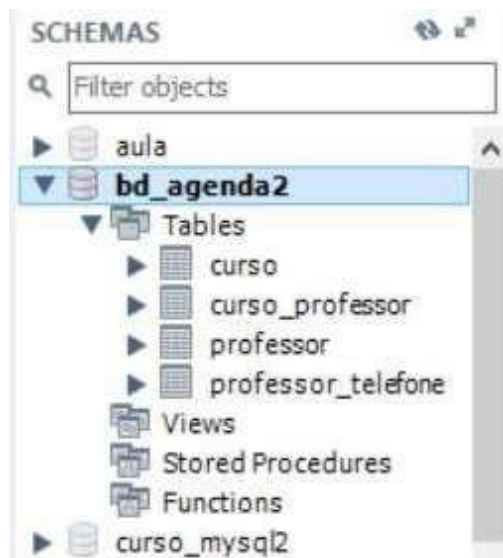 SCHEMAS
Filter objects
aula
bd_agenda2
Tables
curso
curso_professor
professor
professor_telefone
Views
Stored Procedures
Functions
curso_mysql2